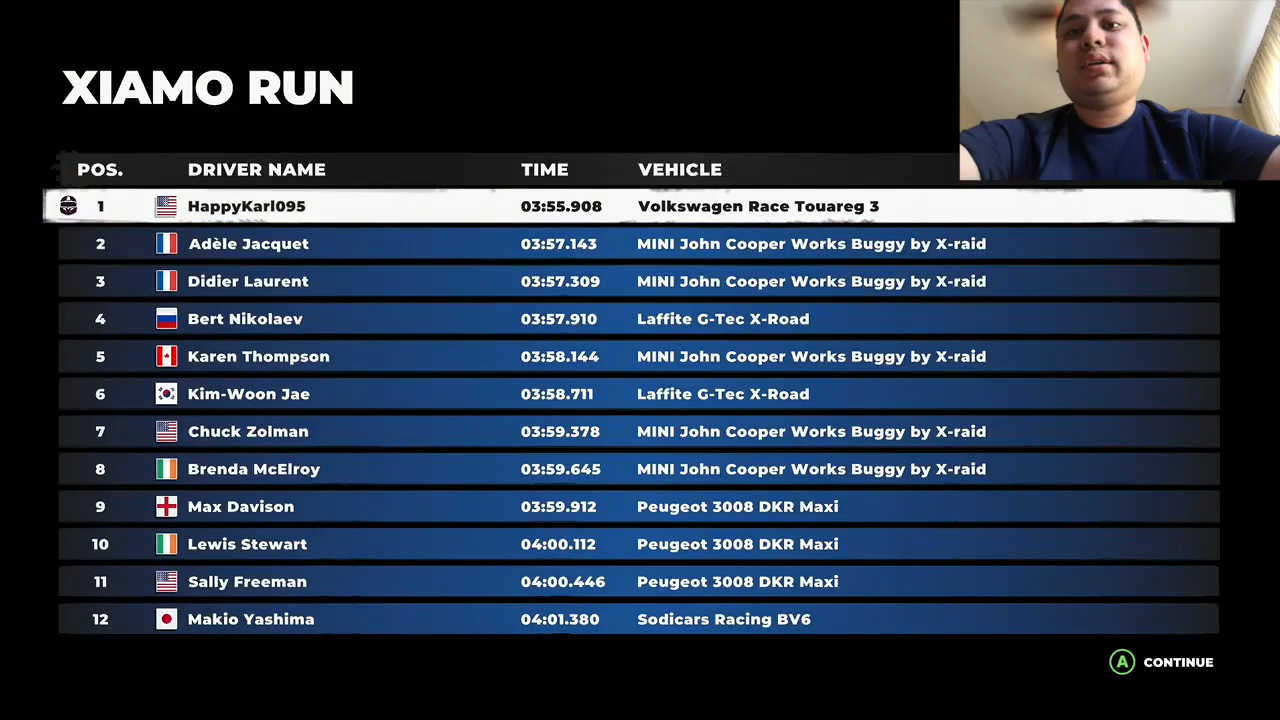 XIAMO RUN
POS. DRIVER NAME TIME VEHICLE
1 HappyKarl095 03:55.908 Volkswagen Race Touareg 3
2 Adèle Jacquet 03:57.143 MINI John Cooper Works Buggy by X-raid
3 Didier Laurent 03:57.309 MINI John Cooper Works Buggy by X-raid
4 Bert Nikolaev 03:57.910 Laffite G-Tec X-Road
5 Karen Thompson 03:58.144 MINI John Cooper Works Buggy by X-raid
6 Kim-Woon Jae 03:58.711 Laffite G-Tec X-Road
7 Chuck Zolman 03:59.378 MINI John Cooper Works Buggy by X-raid
8 Brenda McElroy 03:59.645 MINI John Cooper Works Buggy by X-raid
9 Max Davison 03:59.912 Peugeot 3008 DKR Maxi
10 Lewis Stewart 04:00.112 Peugeot 3008 DKR Maxi
11 Sally Freeman 04:00.446 Peugeot 3008 DKR Maxi
12 Makio Yashima 04:01.380 Sodicars Racing BV6
A CONTINUE